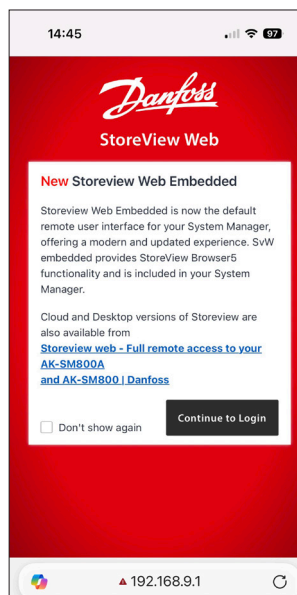 14:45
97
Danfoss
StoreView Web
New Storeview Web Embedded
Storeview Web Embedded is now the default
remote user interface for your System Manager,
offering a modern and updated experience. SvW
embedded provides StoreView Browser5
functionality and is included in your System
Manager.
Cloud and Desktop versions of Storeview are
also available from
Storeview web - Full remote access to your
AK-SM800A
and AK-SM800 | Danfoss
Don't show again
Continue to Login
192.168.9.1